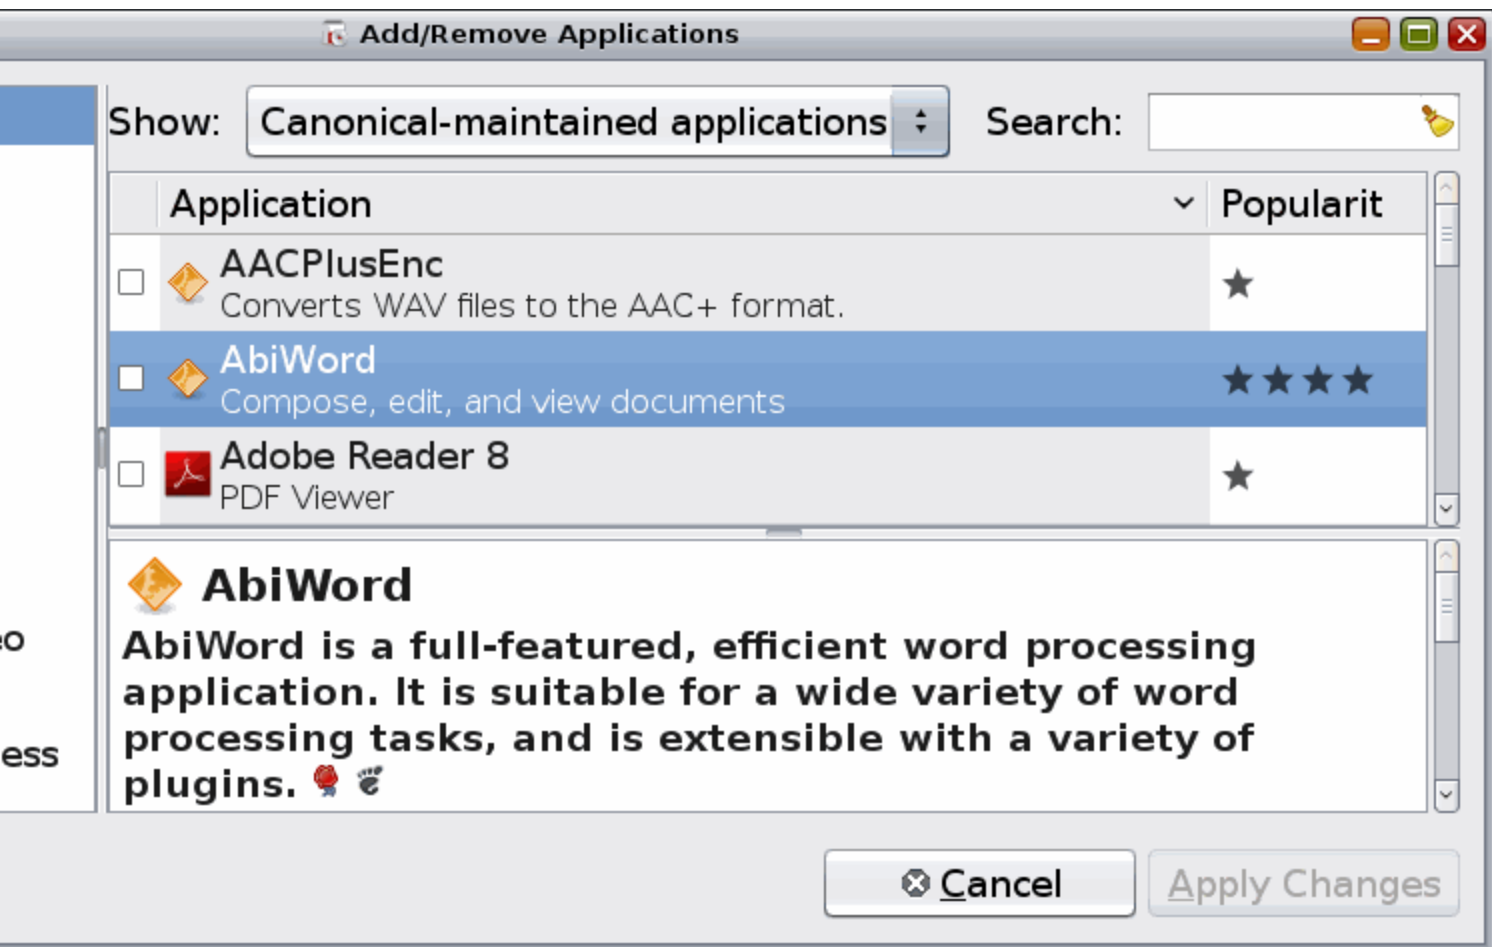 Add/Remove Applications
Show: Canonical-maintained applications Search:
Application Popularit
AACPlusEnc
Converts WAV files to the AAC+ format.
AbiWord
Compose, edit, and view documents
Adobe Reader 8
PDF Viewer
AbiWord
AbiWord is a full-featured, efficient word processing
application. It is suitable for a wide variety of word
processing tasks, and is extensible with a variety of
plugins.
eo
ess
Cancel Apply Changes